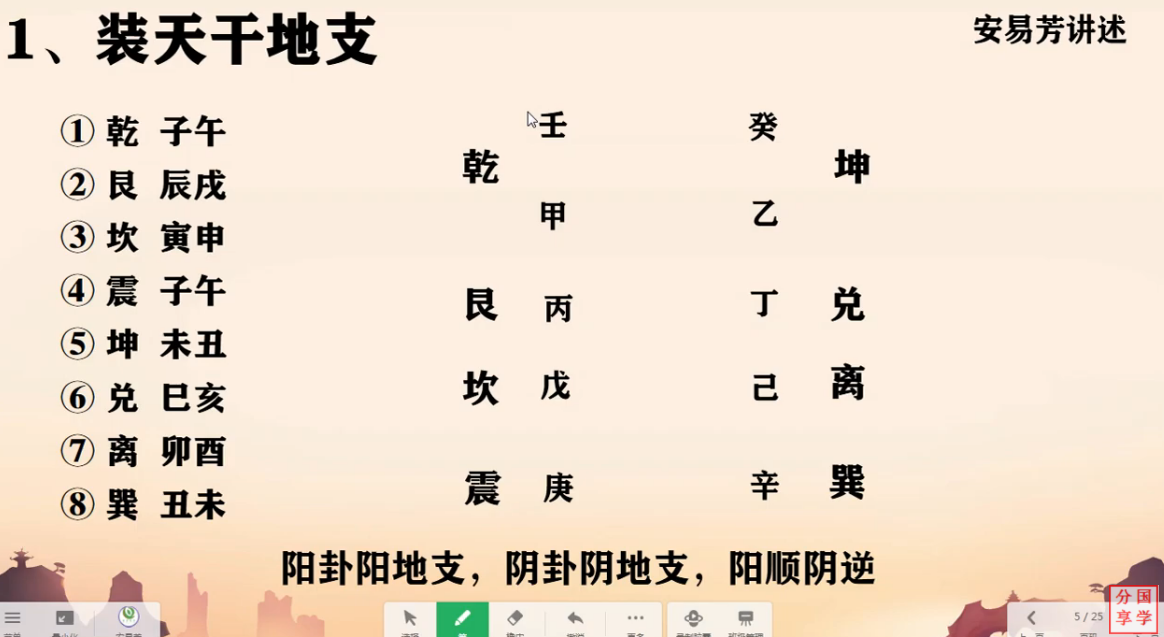 1、装天干地支
安易芳讲述
① 乾 子午
② 艮 辰戌
③ 坎 寅申
④ 震 子午
⑤ 坤 未丑
⑥ 兑 巳亥
⑦ 离 卯酉
⑧ 巽 丑未
壬 癸
乾 坤
甲 乙
艮 丙 丁 兑
坎 戊 己 离
震 庚 辛 巽
阳卦阳地支，阴卦阴地支，阳顺阴逆
5 / 25
分国
享学